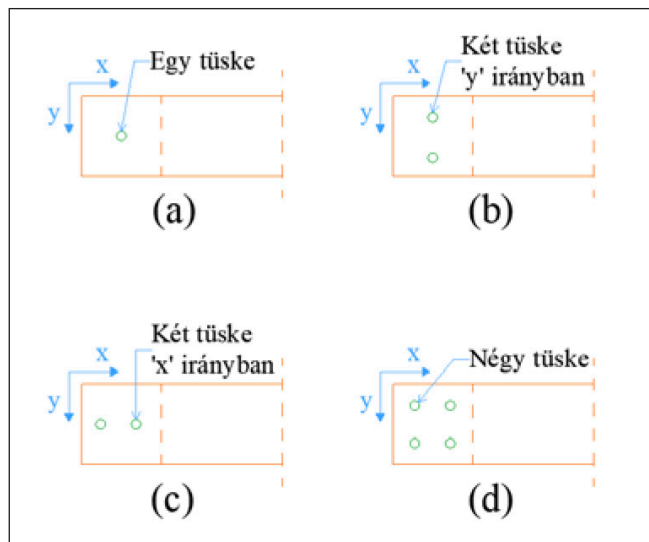 x
y
Egy tüske
(a)
x
y
Két tüske
'y' irányban
(b)
x
y
Két tüske
'x' irányban
(c)
x
y
Négy tüske
(d)